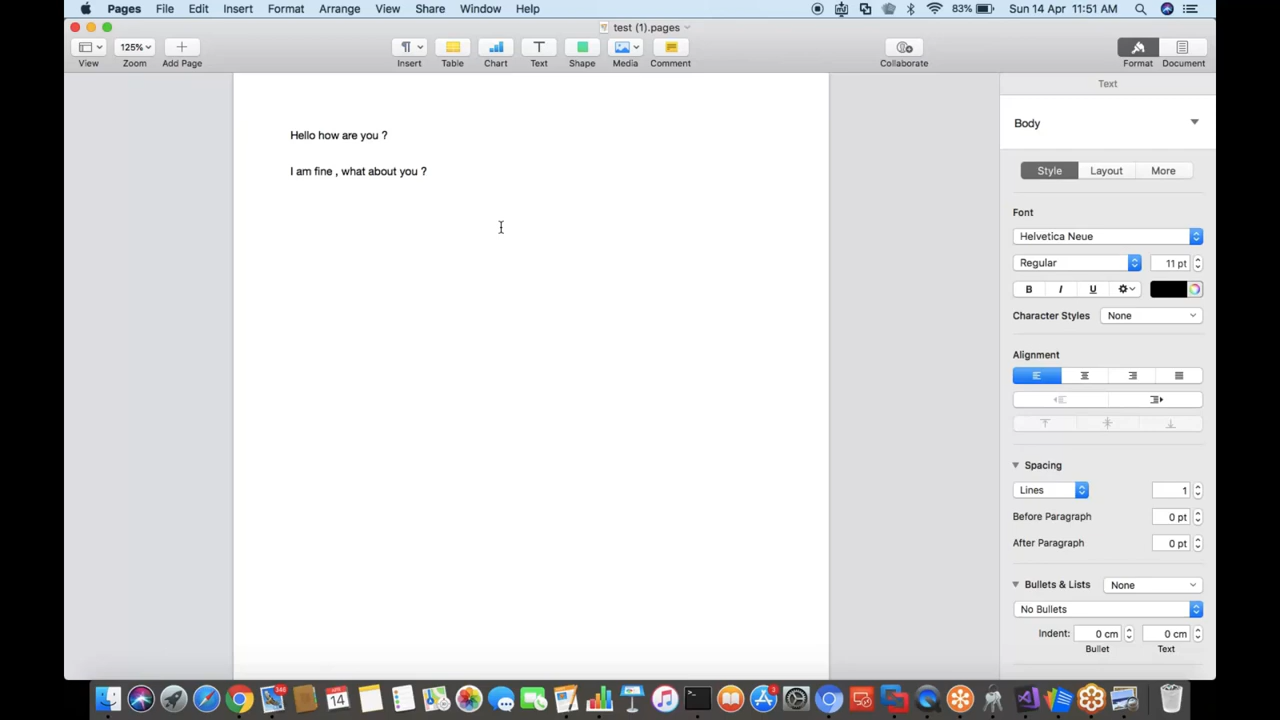 Pages File Edit Insert Format Arrange View Share Window Help 83% Sun 14 Apr 11:51 AM
test (1).pages
125%
View Zoom Add Page Insert Table Chart Text Shape Media Comment Collaborate Format Document
Text
Body
Hello how are you ?
I am fine , what about you ?
Style Layout More
Font
Helvetica Neue
Regular 11 pt
B I U
Character Styles None
Alignment
Spacing
Lines 1
Before Paragraph 0 pt
After Paragraph 0 pt
Bullets & Lists None
No Bullets
Indent: 0 cm 0 cm
Bullet Text